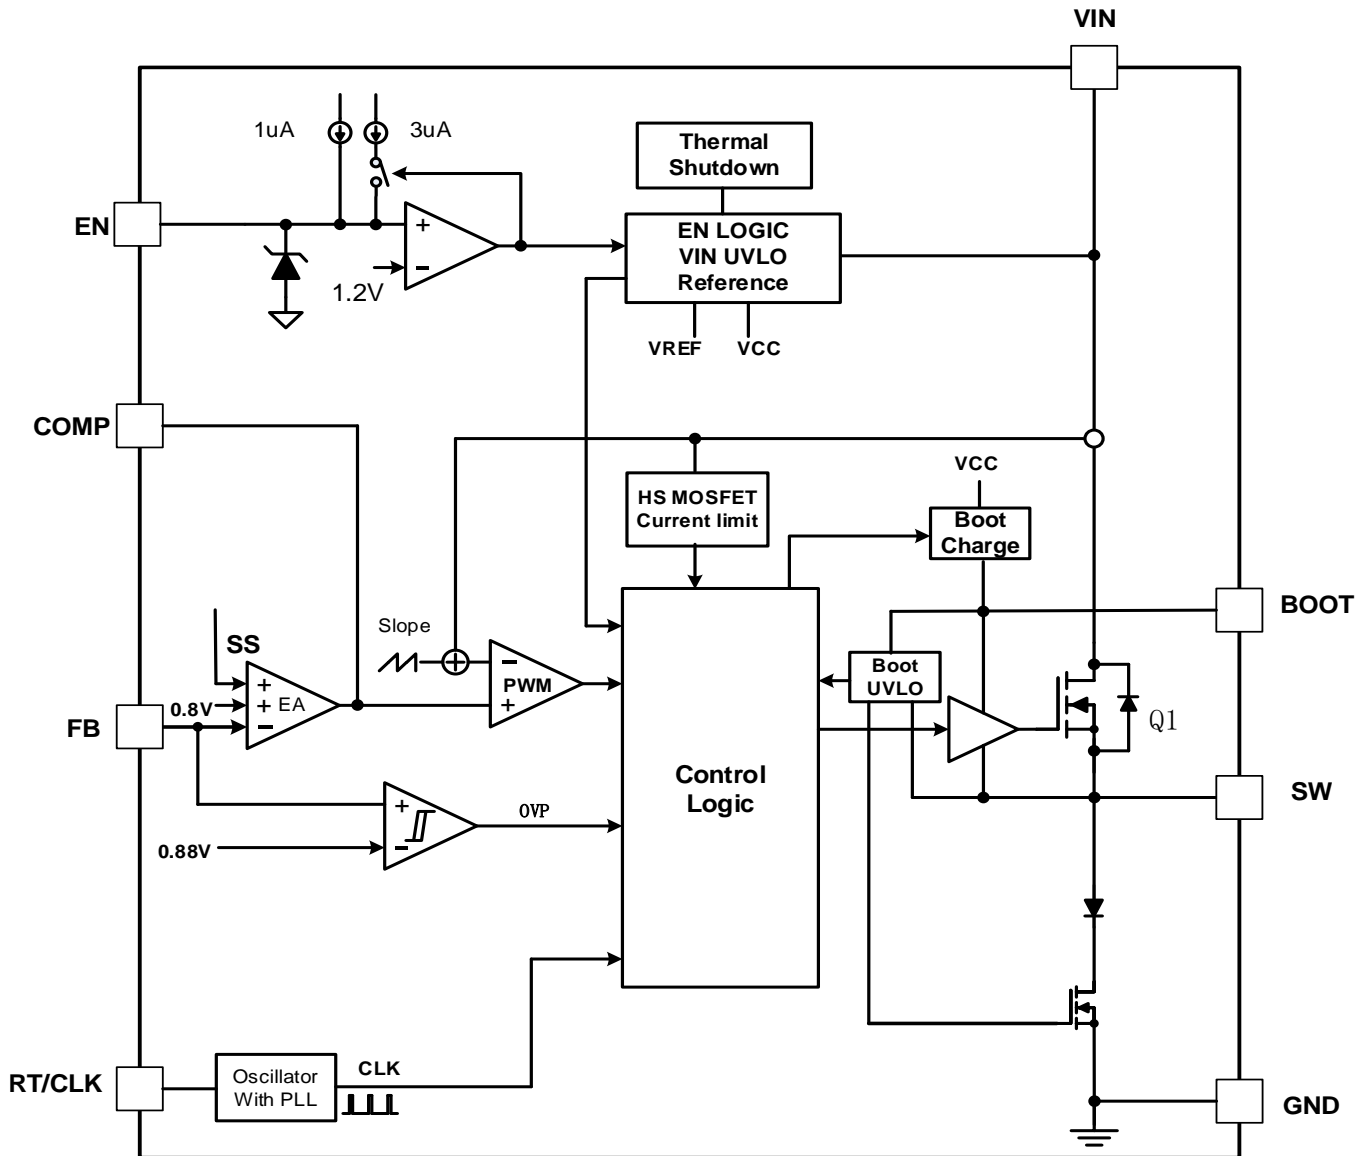 VIN
1uA
3uA
Thermal
Shutdown
EN
EN LOGIC
VIN UVLO
Reference
+
−
1.2V
VREF
VCC
COMP
VCC
HS MOSFET
Current limit
Boot
Charge
BOOT
Slope
SS
Boot
UVLO
PWM
−
+
+
+
−
EA
0.8V
FB
Q1
Control
Logic
SW
+
−
OVP
0.88V
RT/CLK
Oscillator
With PLL
CLK
GND